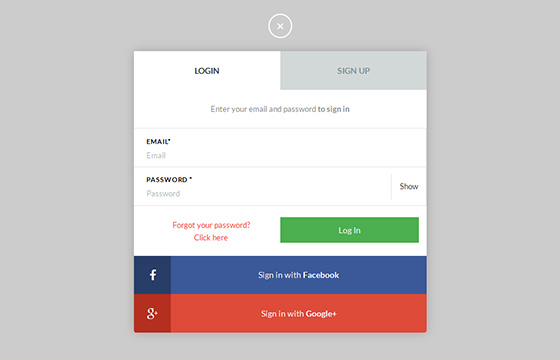 LOGIN
SIGN UP
Enter your email and password to sign in
EMAIL*
Email
PASSWORD *
Password
Show
Forgot your password?
Click here
Log In
f
Sign in with Facebook
g+
Sign in with Google+